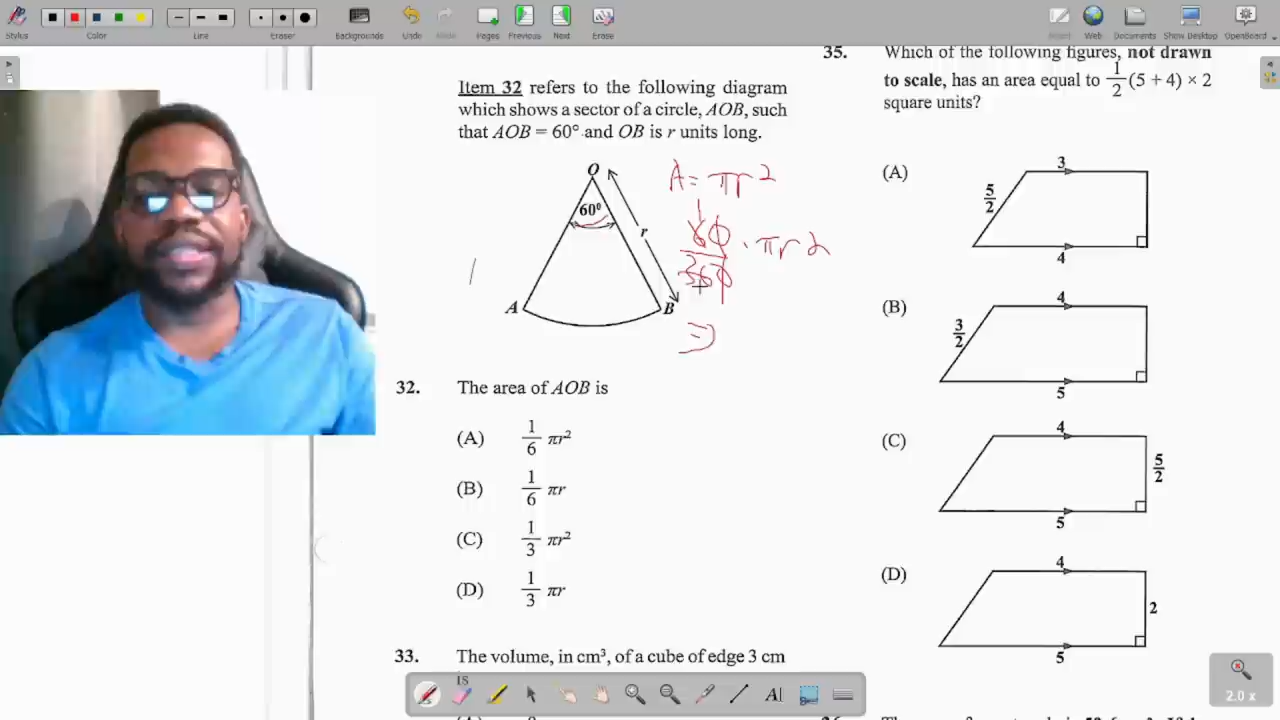 Stylus
Color
Line
Eraser
Backgrounds
Undo
Redo
Pages
Previous
Next
Erase
Board
Web
Documents
Show Desktop
OpenBoard
Item 32 refers to the following diagram
which shows a sector of a circle, AOB, such
that AOB = 60° and OB is r units long.
O
60⁰
r
A
B
A = πr²
60/360 · πr²
⇒
32. The area of AOB is
(A) 1/6 πr²
(B) 1/6 πr
(C) 1/3 πr²
(D) 1/3 πr
33. The volume, in cm³, of a cube of edge 3 cm
is
35. Which of the following figures, not drawn
to scale, has an area equal to 1/2 (5 + 4) × 2
square units?
(A)
3
5/2
4
(B)
4
3/2
5
(C)
4
5/2
5
(D)
4
2
5
2.0 x